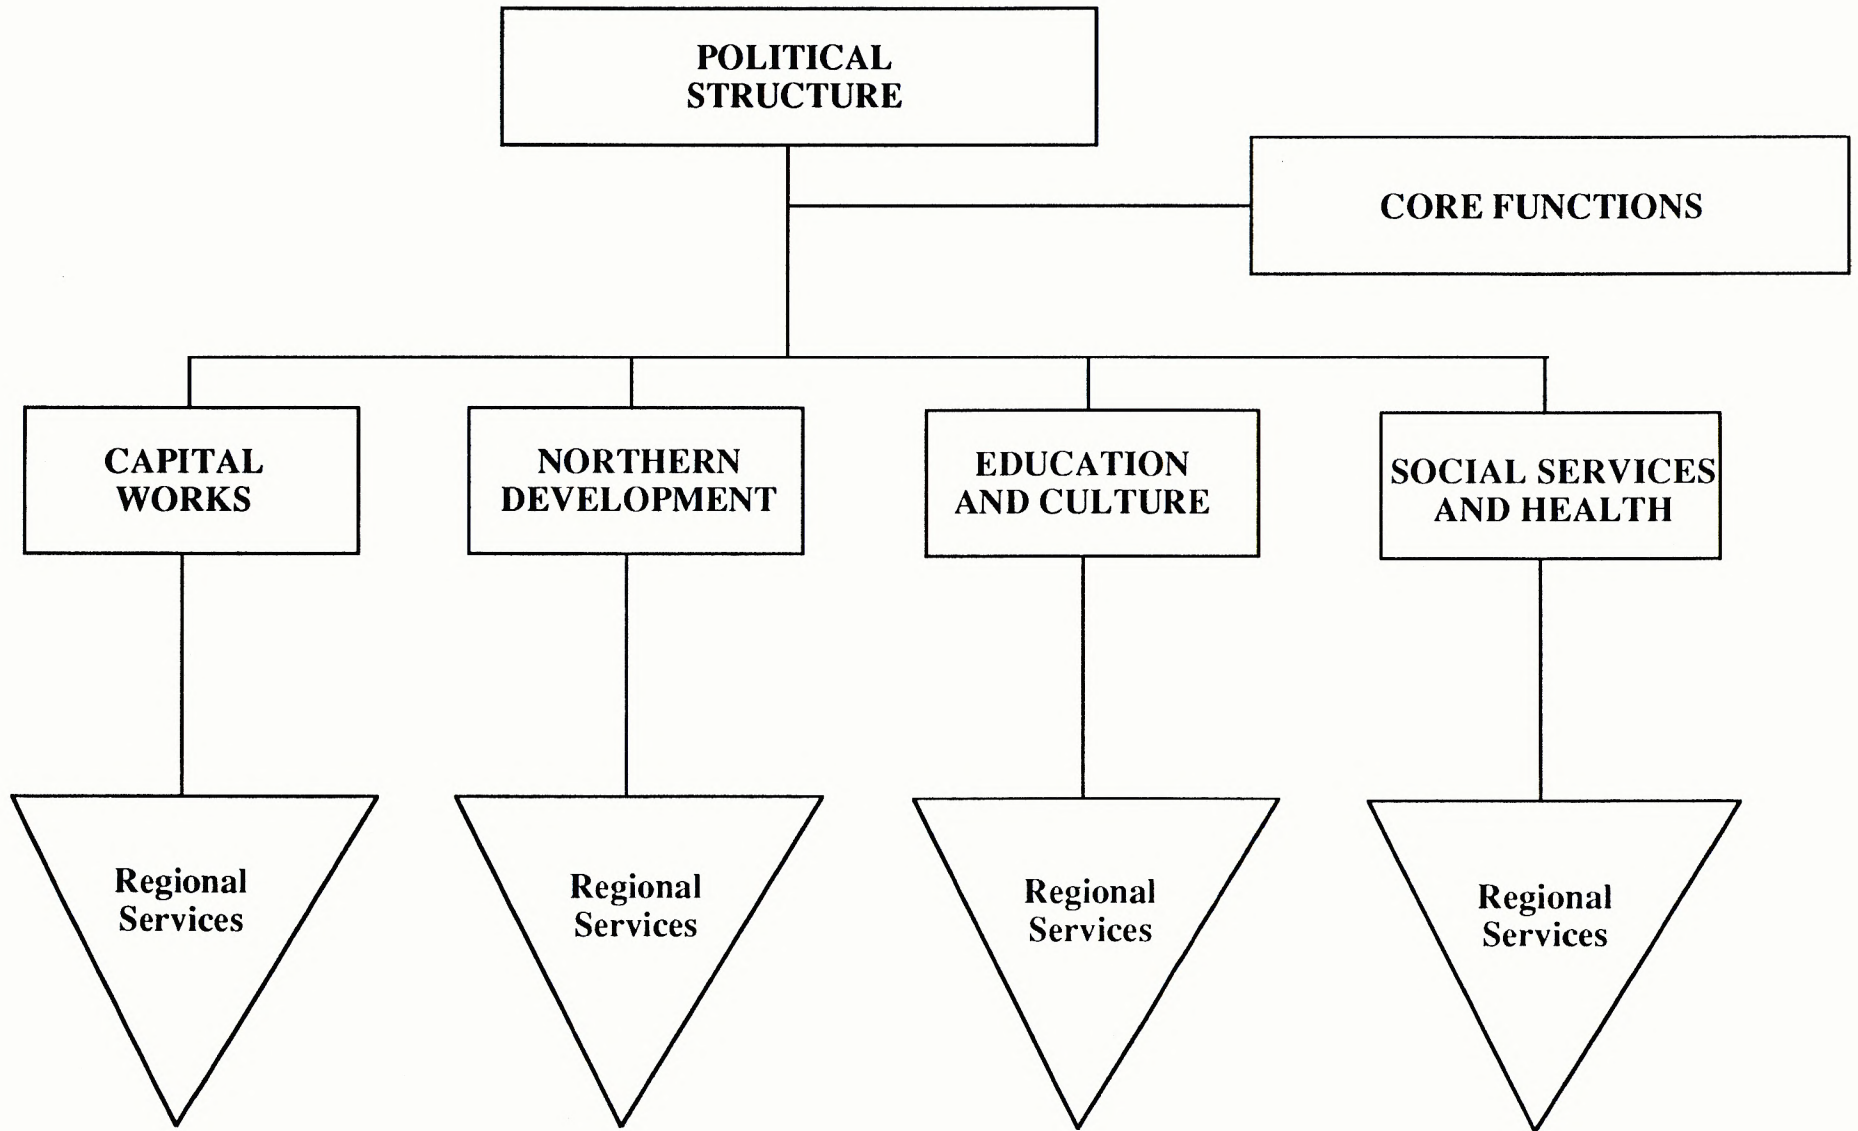 POLITICAL
STRUCTURE
CORE FUNCTIONS
CAPITAL
WORKS
NORTHERN
DEVELOPMENT
EDUCATION
AND CULTURE
SOCIAL SERVICES
AND HEALTH
Regional
Services
Regional
Services
Regional
Services
Regional
Services